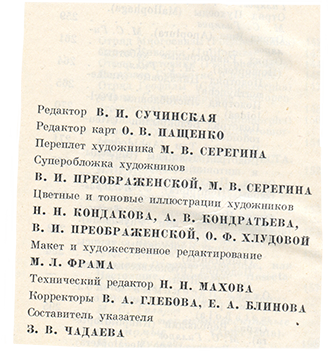 Редактор В. И. СУЧИНСКАЯ
Редактор карт О. В. ПАЩЕНКО
Переплет художника М. В. СЕРЕГИНА
Суперобложка художников
В. И. ПРЕОБРАЖЕНСКОЙ, М. В. СЕРЕГИНА
Цветные и тоновые иллюстрации художников
Н. Н. КОНДАКОВА, А. В. КОНДРАТЬЕВА,
В. И. ПРЕОБРАЖЕНСКОЙ, О. Ф. ХЛУДОВОЙ
Макет и художественное редактирование
М. Л. ФРАМА
Технический редактор Н. Н. МАХОВА
Корректоры В. А. ГЛЕБОВА, Е. А. БЛИНОВА
Составитель указателя
З. В. ЧАДАЕВА